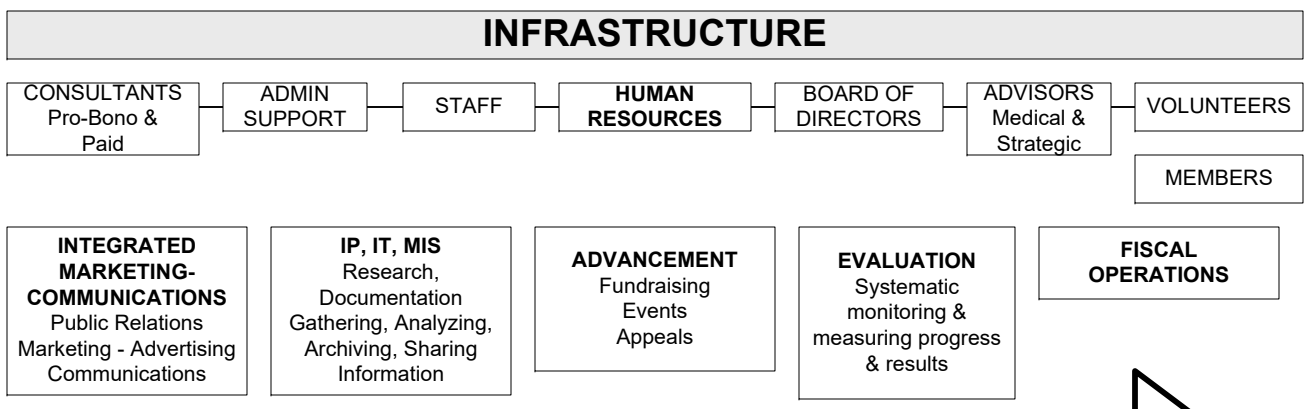 INFRASTRUCTURE
CONSULTANTS
Pro-Bono &
Paid
ADMIN
SUPPORT
STAFF
HUMAN
RESOURCES
BOARD OF
DIRECTORS
ADVISORS
Medical &
Strategic
VOLUNTEERS
MEMBERS
INTEGRATED
MARKETING-
COMMUNICATIONS
Public Relations
Marketing - Advertising
Communications
IP, IT, MIS
Research,
Documentation
Gathering, Analyzing,
Archiving, Sharing
Information
ADVANCEMENT
Fundraising
Events
Appeals
EVALUATION
Systematic
monitoring &
measuring progress
& results
FISCAL
OPERATIONS